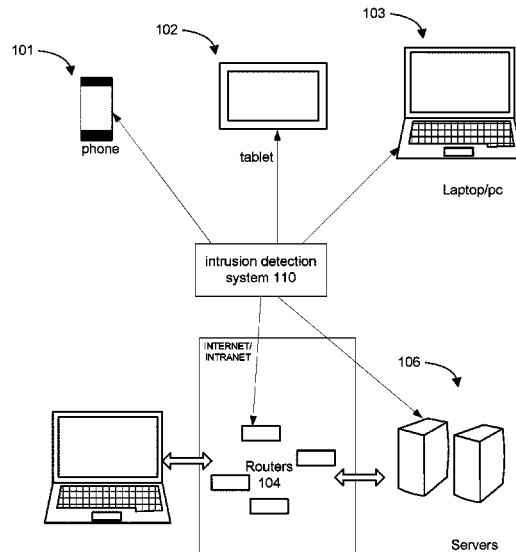 101
102
103
phone
tablet
Laptop/pc
intrusion detection
system 110
INTERNET/
INTRANET
106
Routers
104
Servers